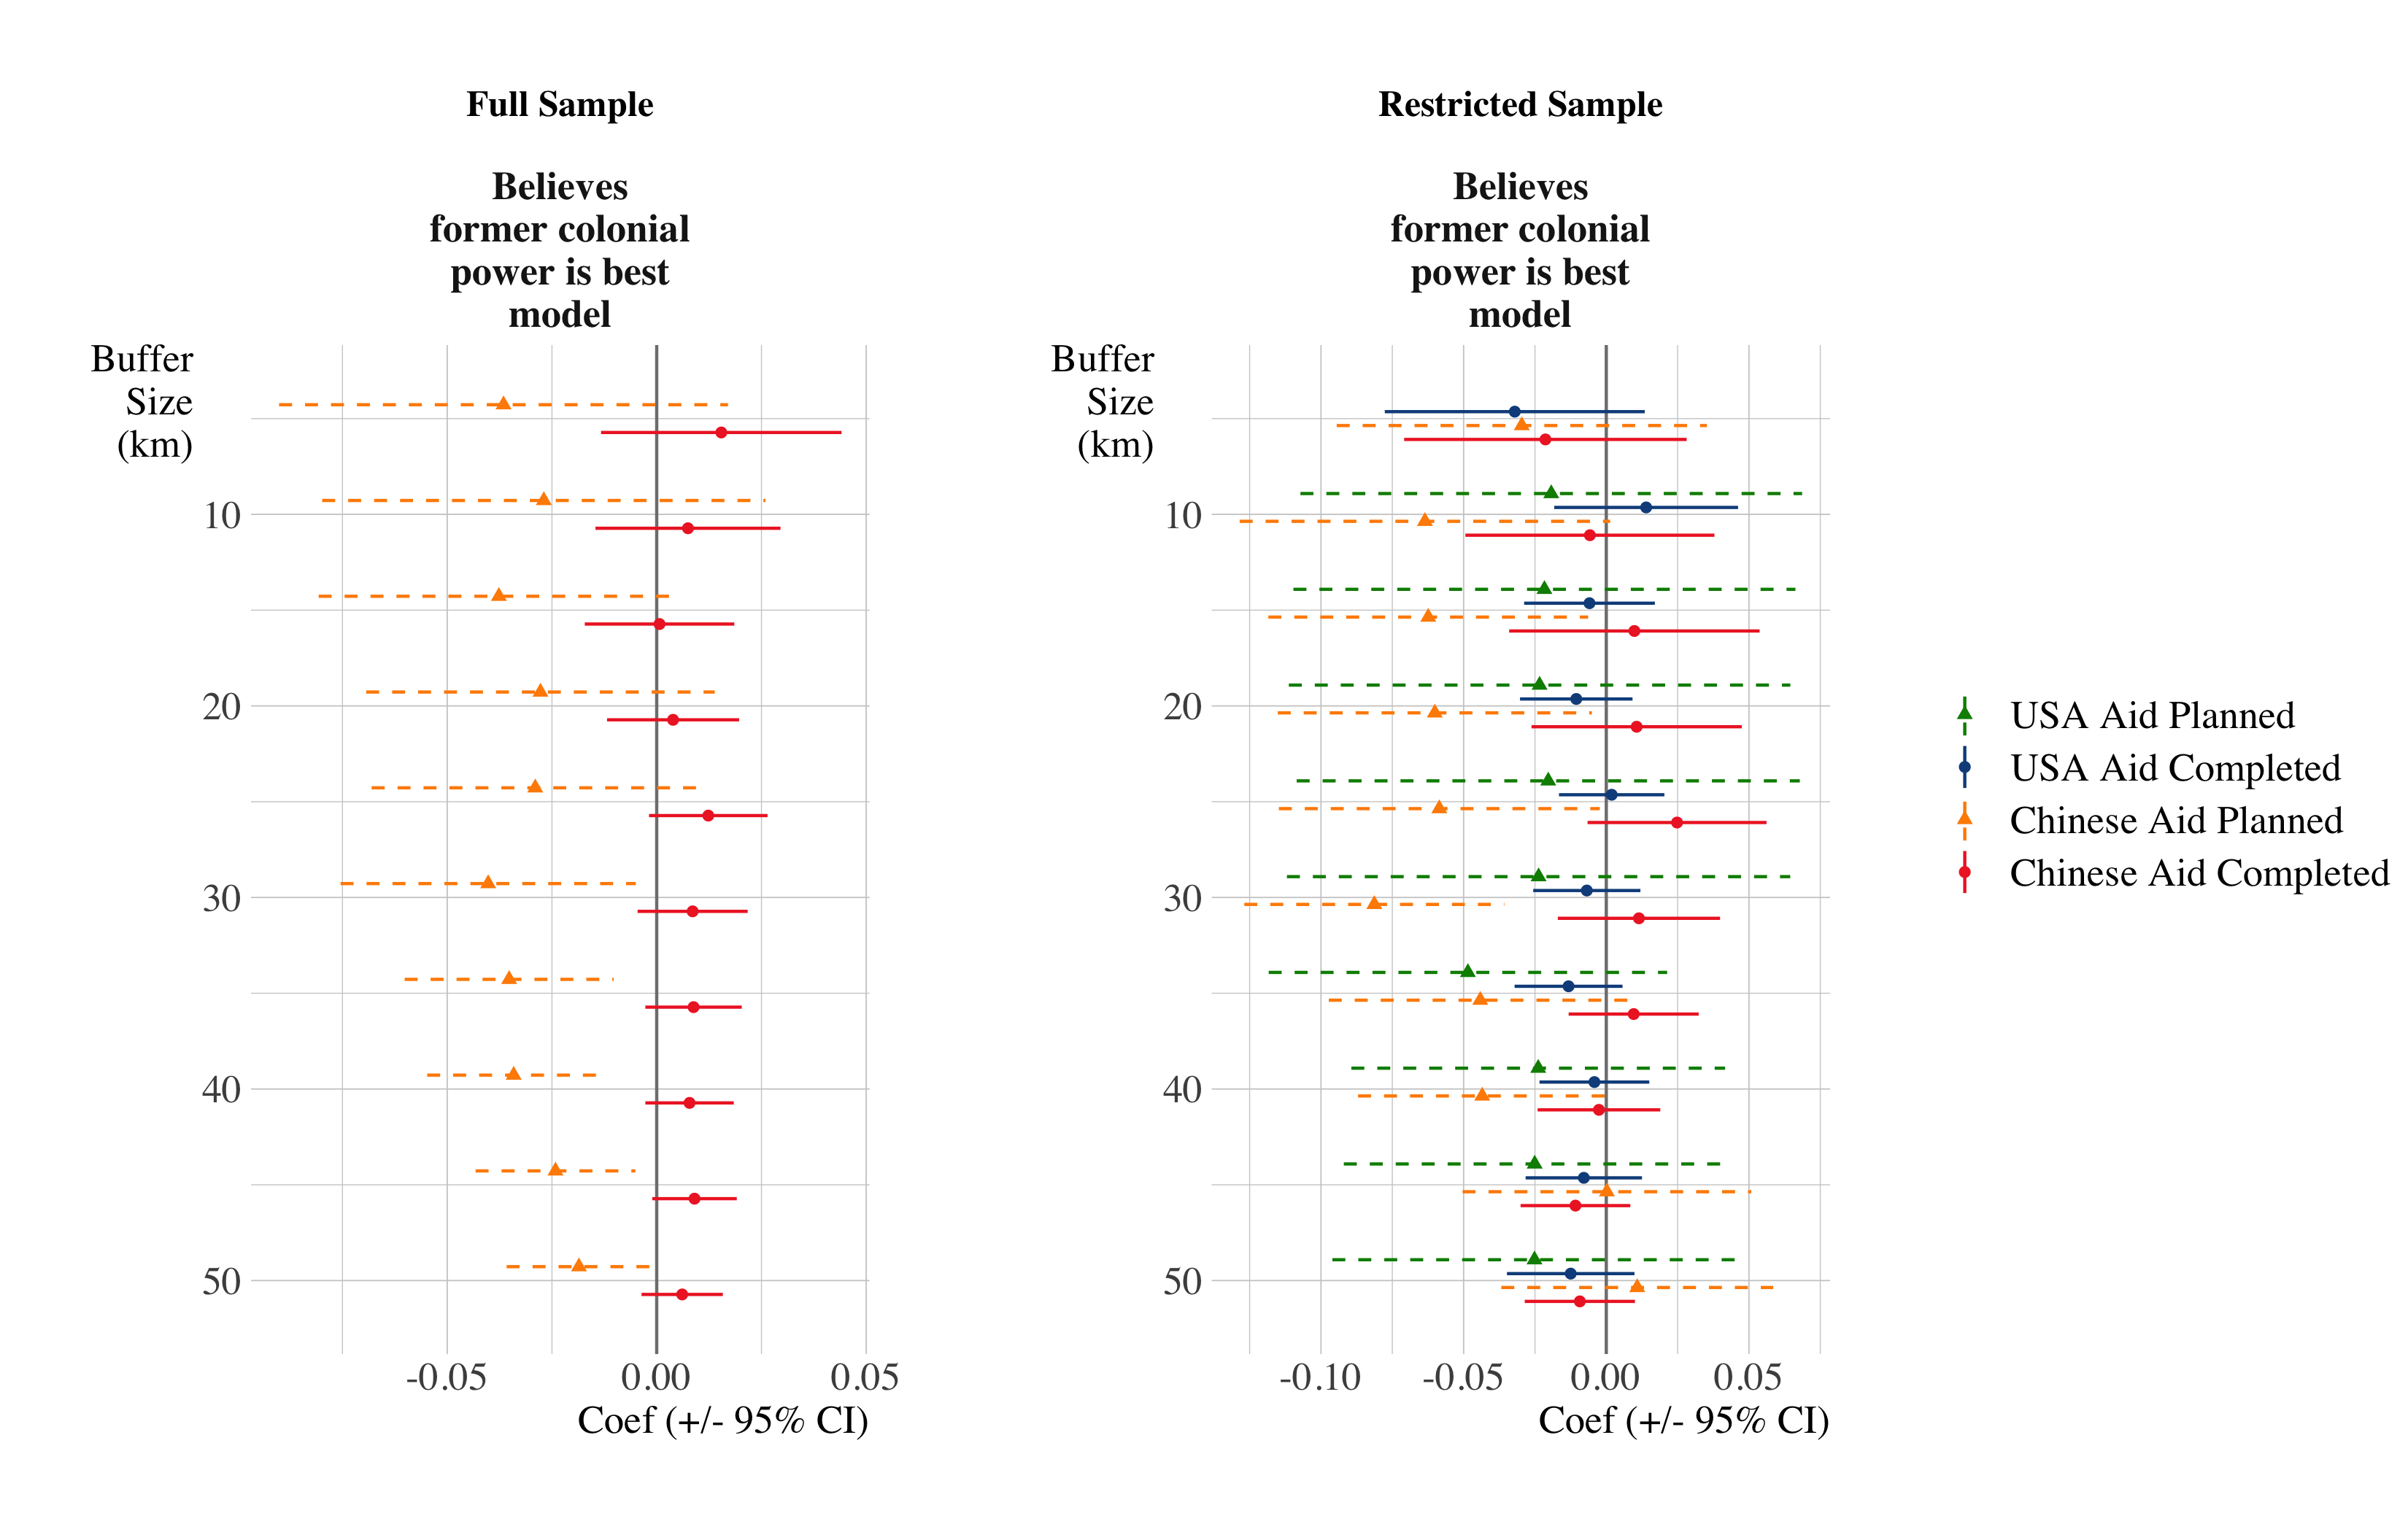 Full Sample
Believes
former colonial
power is best
model
Buffer
Size
(km)
10
20
30
40
50
-0.05
0.00
0.05
Coef (+/- 95% CI)
Restricted Sample
Believes
former colonial
power is best
model
Buffer
Size
(km)
10
20
30
40
50
-0.10
-0.05
0.00
0.05
Coef (+/- 95% CI)
USA Aid Planned
USA Aid Completed
Chinese Aid Planned
Chinese Aid Completed